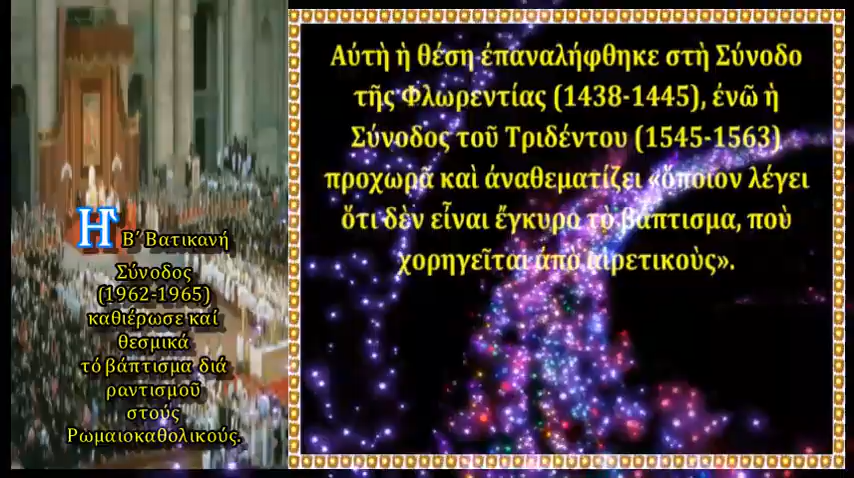 Ἡ Β΄ Βατικανή
Σύνοδος
(1962-1965)
καθιέρωσε καί
θεσμικά
τό βάπτισμα διά
ραντισμοῦ
στούς
Ρωμαιοκαθολικούς.
Αὐτὴ ἡ θέση ἐπαναλήφθηκε στὴ Σύνοδο
τῆς Φλωρεντίας (1438-1445), ἐνῶ ἡ
Σύνοδος τοῦ Τριδέντου (1545-1563)
προχωρᾶ καὶ ἀναθεματίζει «ὅποιον λέγει
ὅτι δὲν εἶναι ἔγκυρο τὸ βάπτισμα, ποὺ
χορηγεῖται ἀπὸ αἱρετικοὺς».